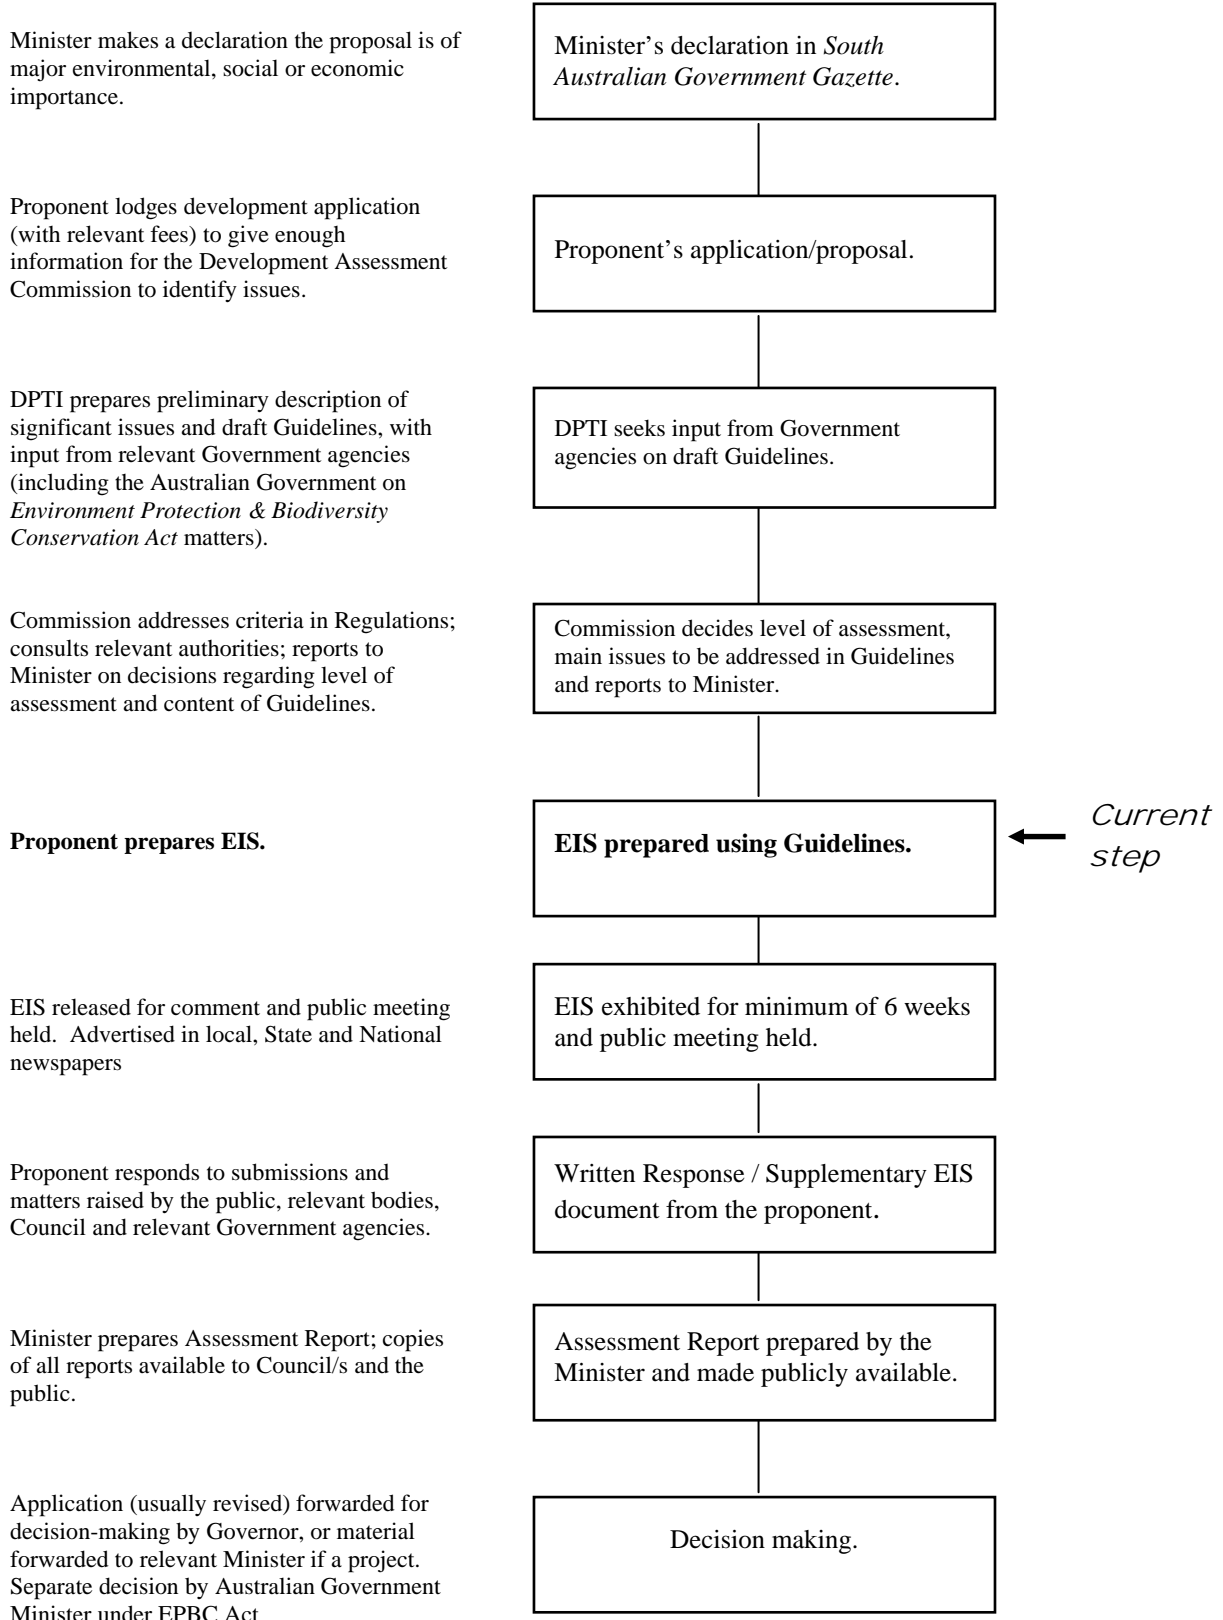 Minister makes a declaration the proposal is of
major environmental, social or economic
importance.
Minister’s declaration in South
Australian Government Gazette.
Proponent lodges development application
(with relevant fees) to give enough
information for the Development Assessment
Commission to identify issues.
Proponent’s application/proposal.
DPTI prepares preliminary description of
significant issues and draft Guidelines, with
input from relevant Government agencies
(including the Australian Government on
Environment Protection & Biodiversity
Conservation Act matters).
DPTI seeks input from Government
agencies on draft Guidelines.
Commission addresses criteria in Regulations;
consults relevant authorities; reports to
Minister on decisions regarding level of
assessment and content of Guidelines.
Commission decides level of assessment,
main issues to be addressed in Guidelines
and reports to Minister.
Proponent prepares EIS.
EIS prepared using Guidelines.
Current
step
EIS released for comment and public meeting
held.  Advertised in local, State and National
newspapers
EIS exhibited for minimum of 6 weeks
and public meeting held.
Proponent responds to submissions and
matters raised by the public, relevant bodies,
Council and relevant Government agencies.
Written Response / Supplementary EIS
document from the proponent.
Minister prepares Assessment Report; copies
of all reports available to Council/s and the
public.
Assessment Report prepared by the
Minister and made publicly available.
Application (usually revised) forwarded for
decision-making by Governor, or material
forwarded to relevant Minister if a project.
Separate decision by Australian Government
Minister under EPBC Act
Decision making.